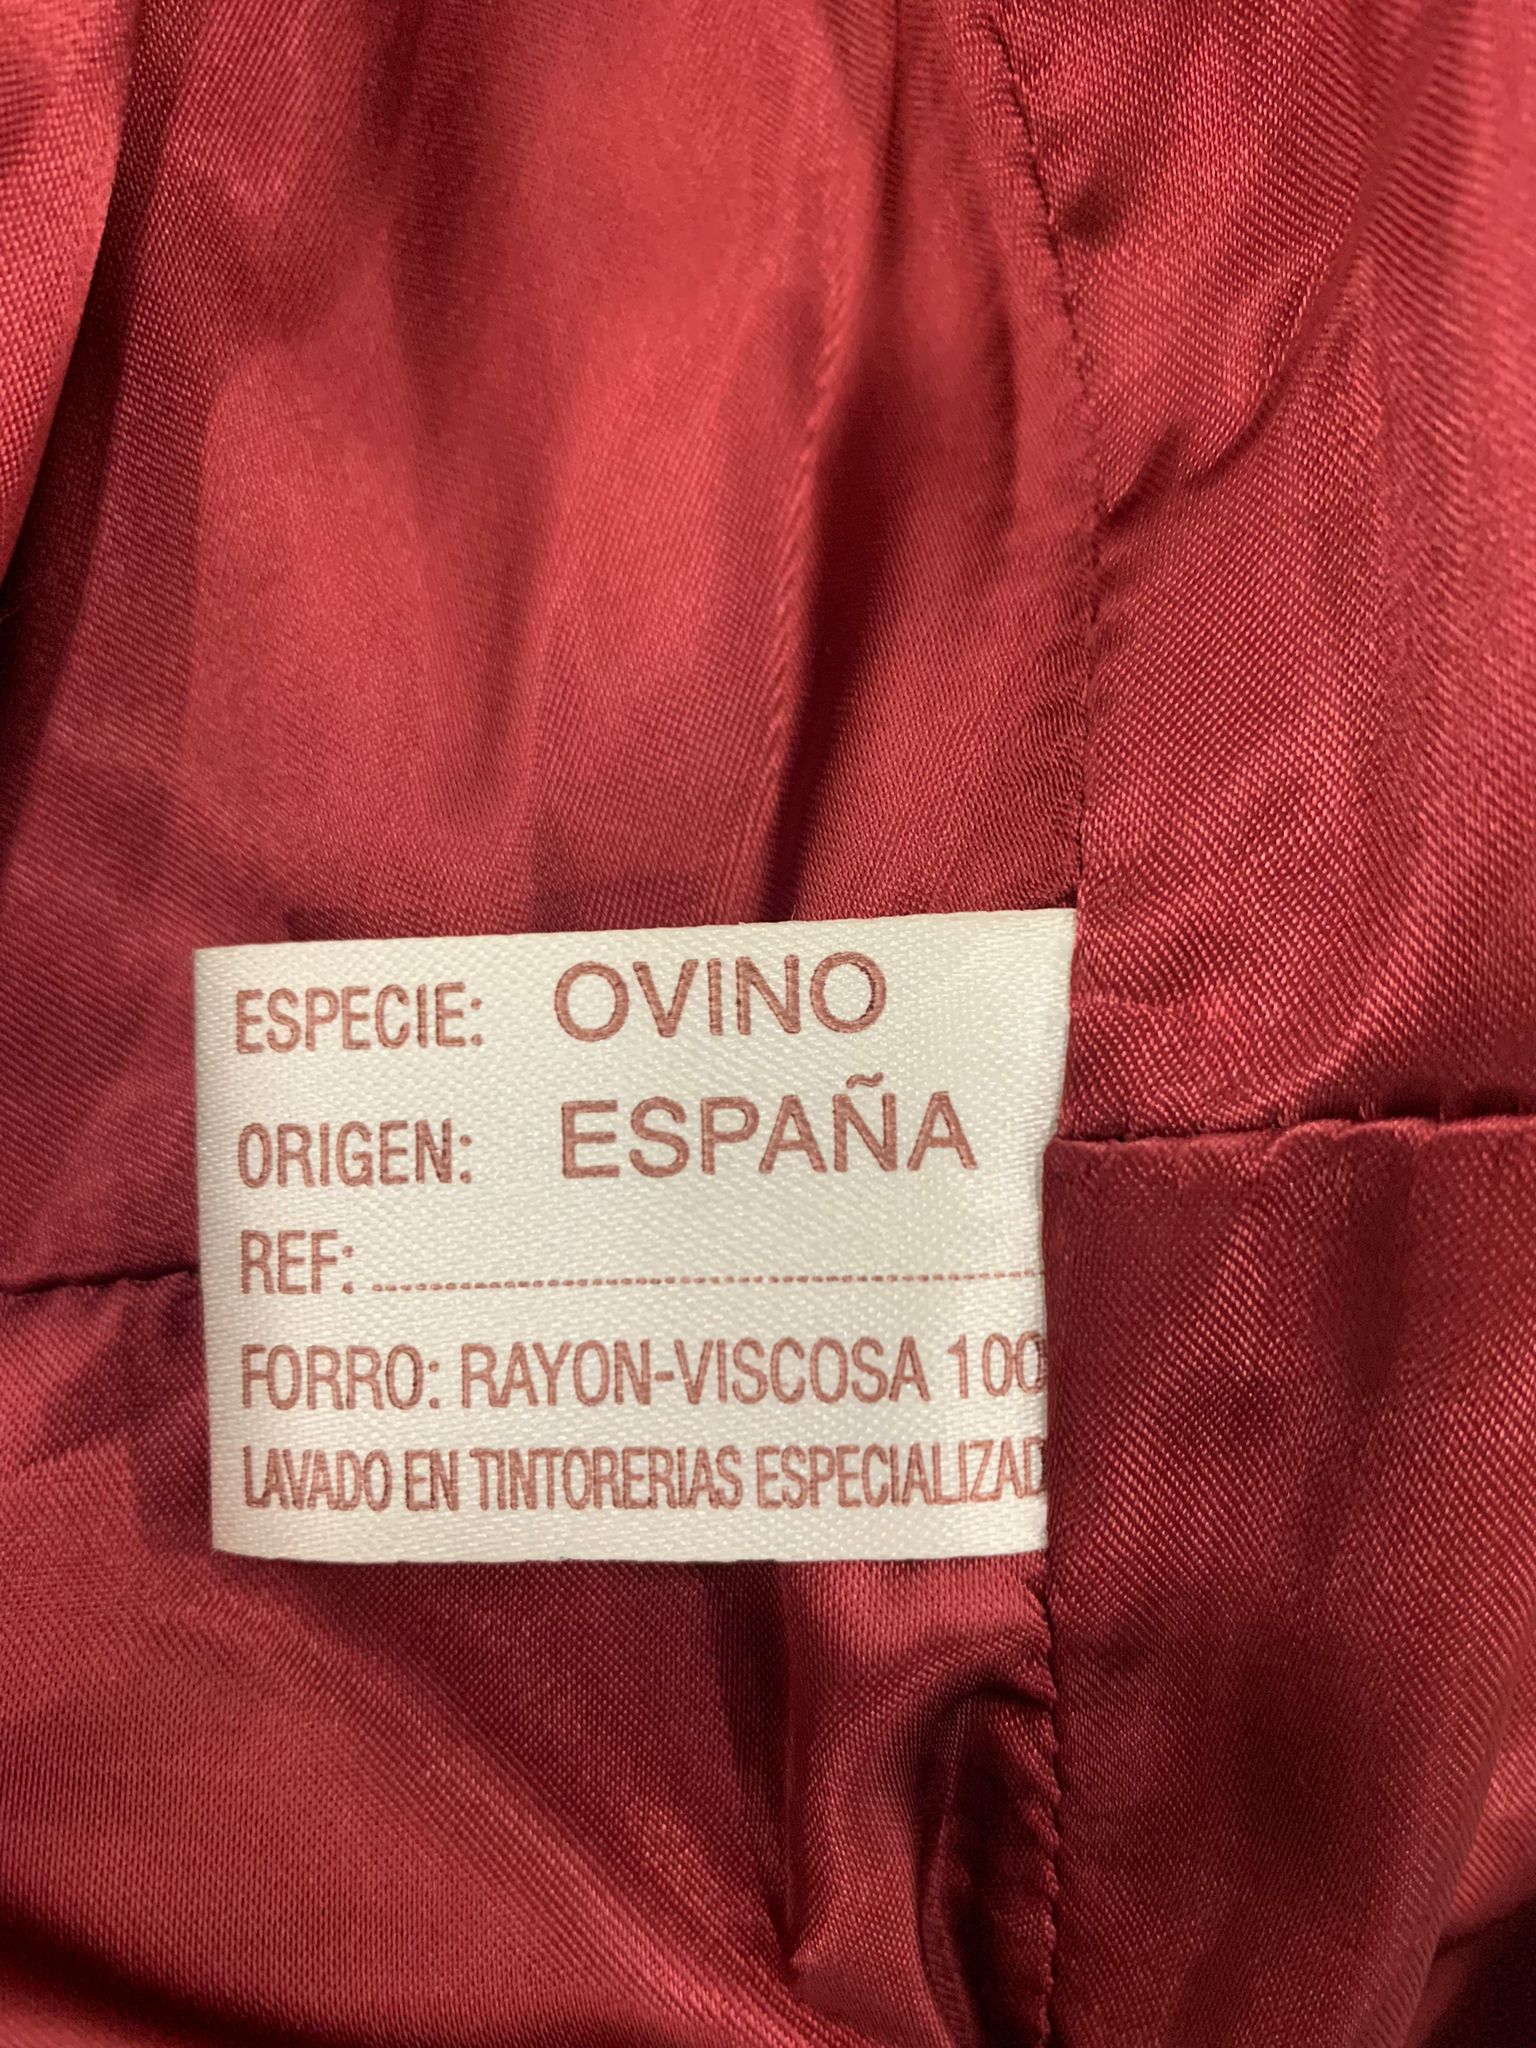 ESPECIE: OVINO
ORIGEN: ESPAÑA
REF:
FORRO: RAYON-VISCOSA 100
LAVADO EN TINTORERIAS ESPECIALIZAD